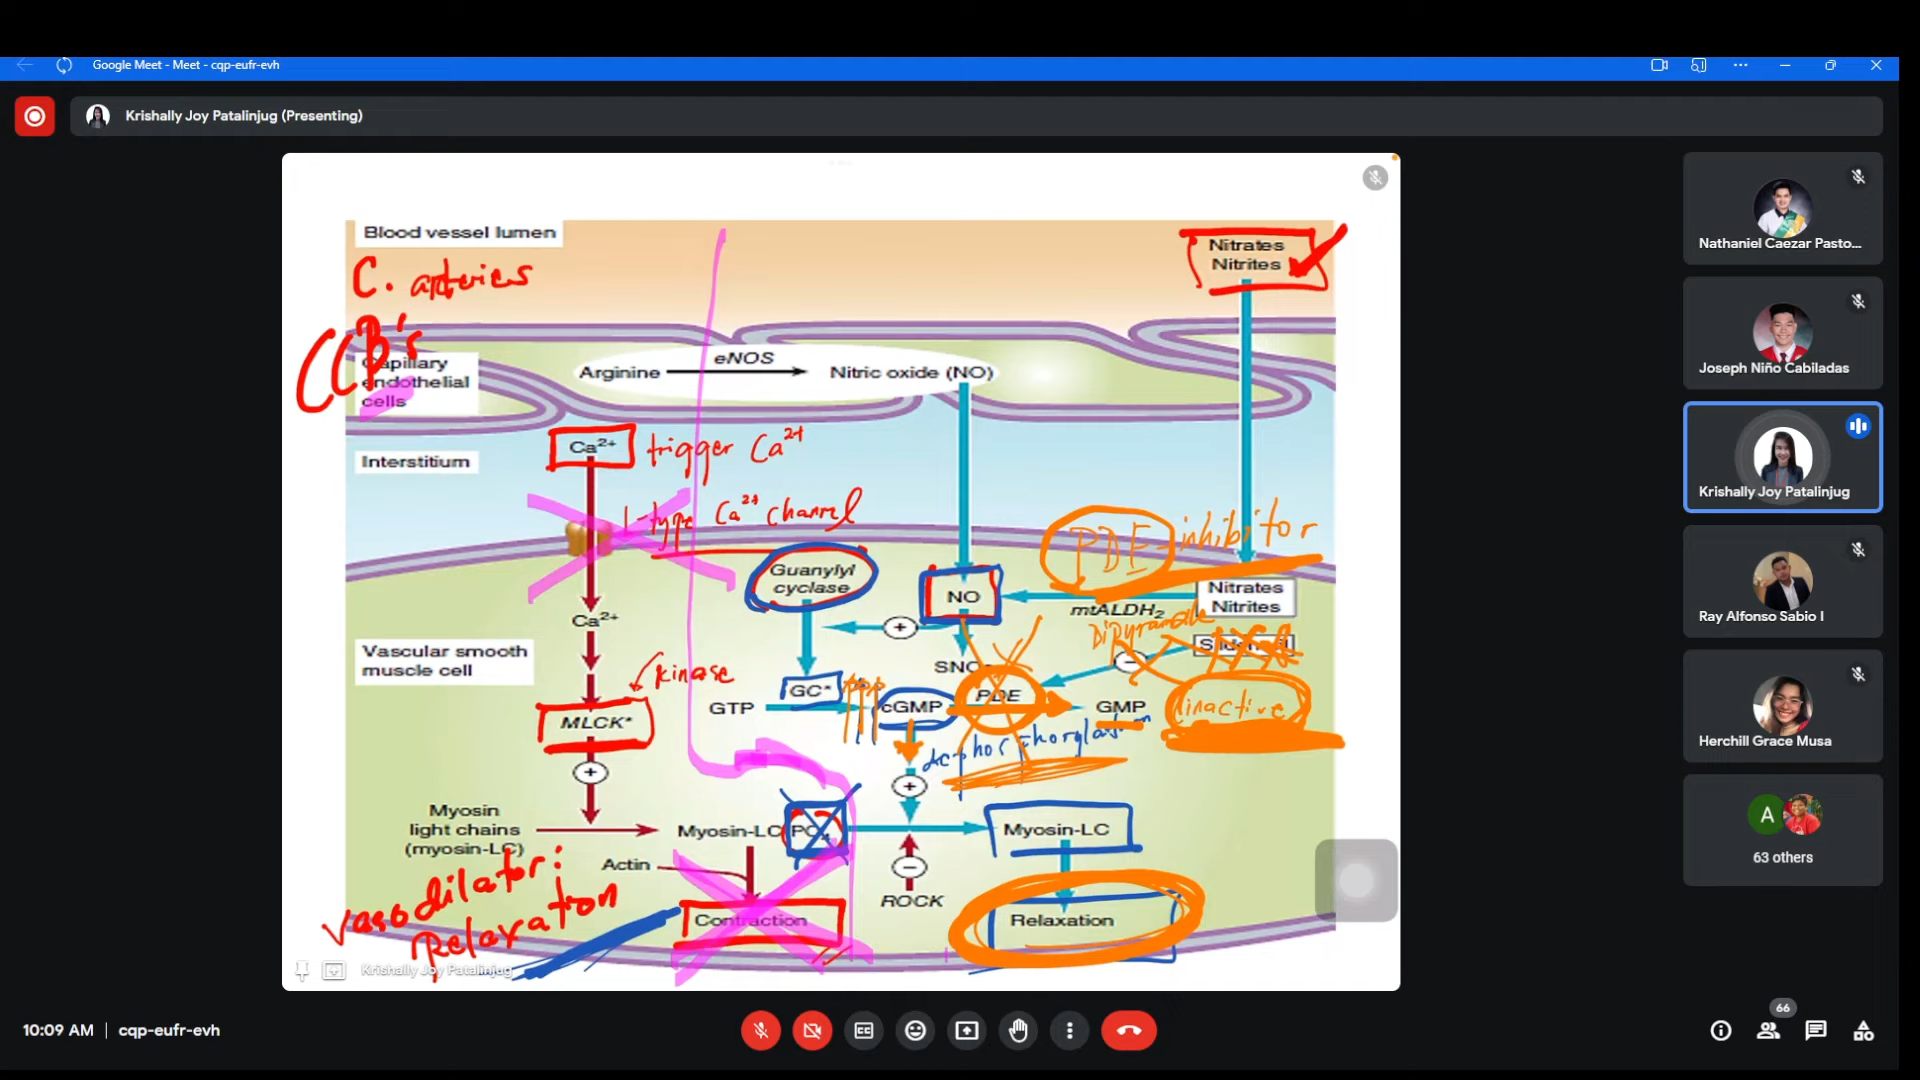 Google Meet - Meet - cqp-eufr-evh
Krishally Joy Patalinjug (Presenting)
Blood vessel lumen
C. arteries
CCB's
Capillary
endothelial
cells
Arginine
eNOS
Nitric oxide (NO)
Nitrates
Nitrites
Interstitium
Ca²⁺
trigger Ca²⁺
L-type Ca²⁺ channel
PDE-inhibitor
Guanylyl
cyclase
NO
mtALDH₂
Nitrates
Nitrites
Ca²⁺
+
Vascular smooth
muscle cell
kinase
MLCK*
GTP
GC*
cGMP
PDE
GMP
inactive
−
+
+
Myosin
light chains
(myosin-LC)
Myosin-LC
Myosin-LC
Actin
−
ROCK
Contraction
Relaxation
vasodilator:
Relaxation
Krishally Joy Patalinjug
Nathaniel Caezar Pasto...
Joseph Niño Cabiladas
Krishally Joy Patalinjug
Ray Alfonso Sabio I
Herchill Grace Musa
A
63 others
10:09 AM | cqp-eufr-evh
66